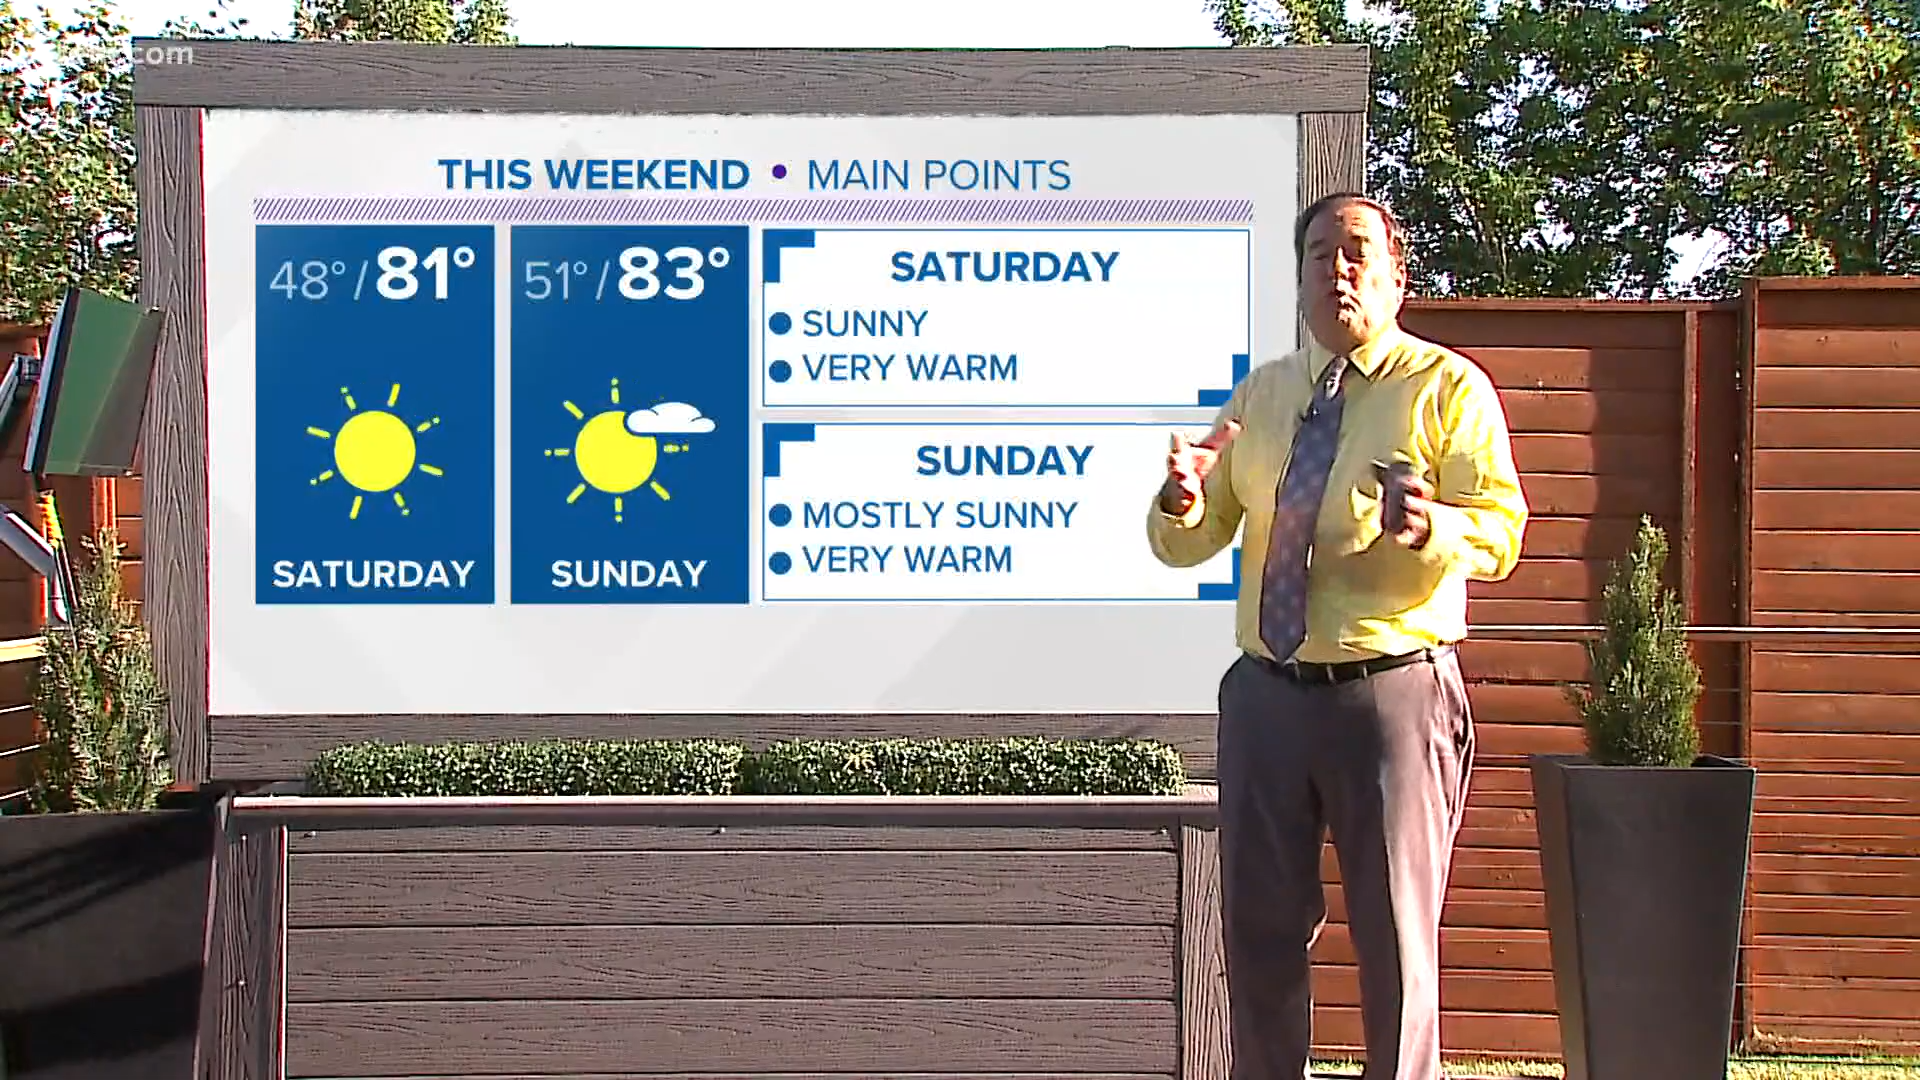 THIS WEEKEND • MAIN POINTS
48°/81°
SATURDAY
51°/83°
SUNDAY
SATURDAY
• SUNNY
• VERY WARM
SUNDAY
• MOSTLY SUNNY
• VERY WARM